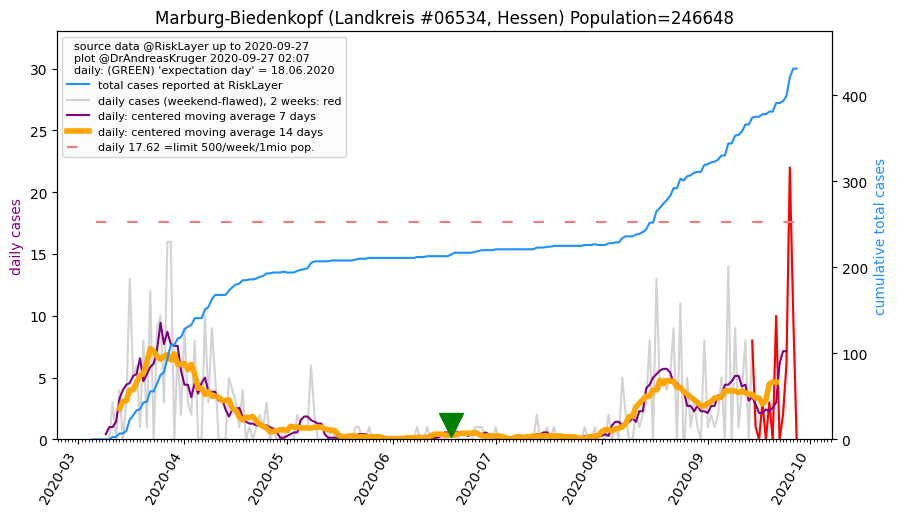 Marburg-Biedenkopf (Landkreis #06534, Hessen) Population=246648
source data @RiskLayer up to 2020-09-27
plot @DrAndreasKruger 2020-09-27 02:07
daily: (GREEN) 'expectation day' = 18.06.2020
total cases reported at RiskLayer
daily cases (weekend-flawed), 2 weeks: red
daily: centered moving average 7 days
daily: centered moving average 14 days
daily 17.62 =limit 500/week/1mio pop.
daily cases
30
25
20
15
10
5
0
cumulative total cases
400
300
200
100
0
2020-03
2020-04
2020-05
2020-06
2020-07
2020-08
2020-09
2020-10